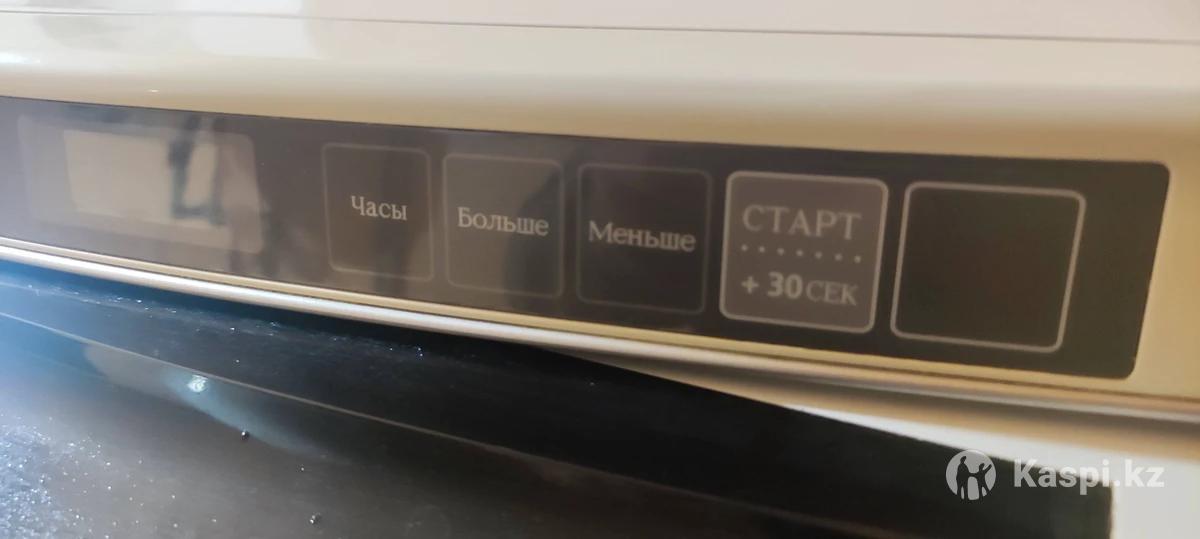 Часы
Больше
Меньше
СТАРТ
+ 30 СЕК
Kaspi.kz